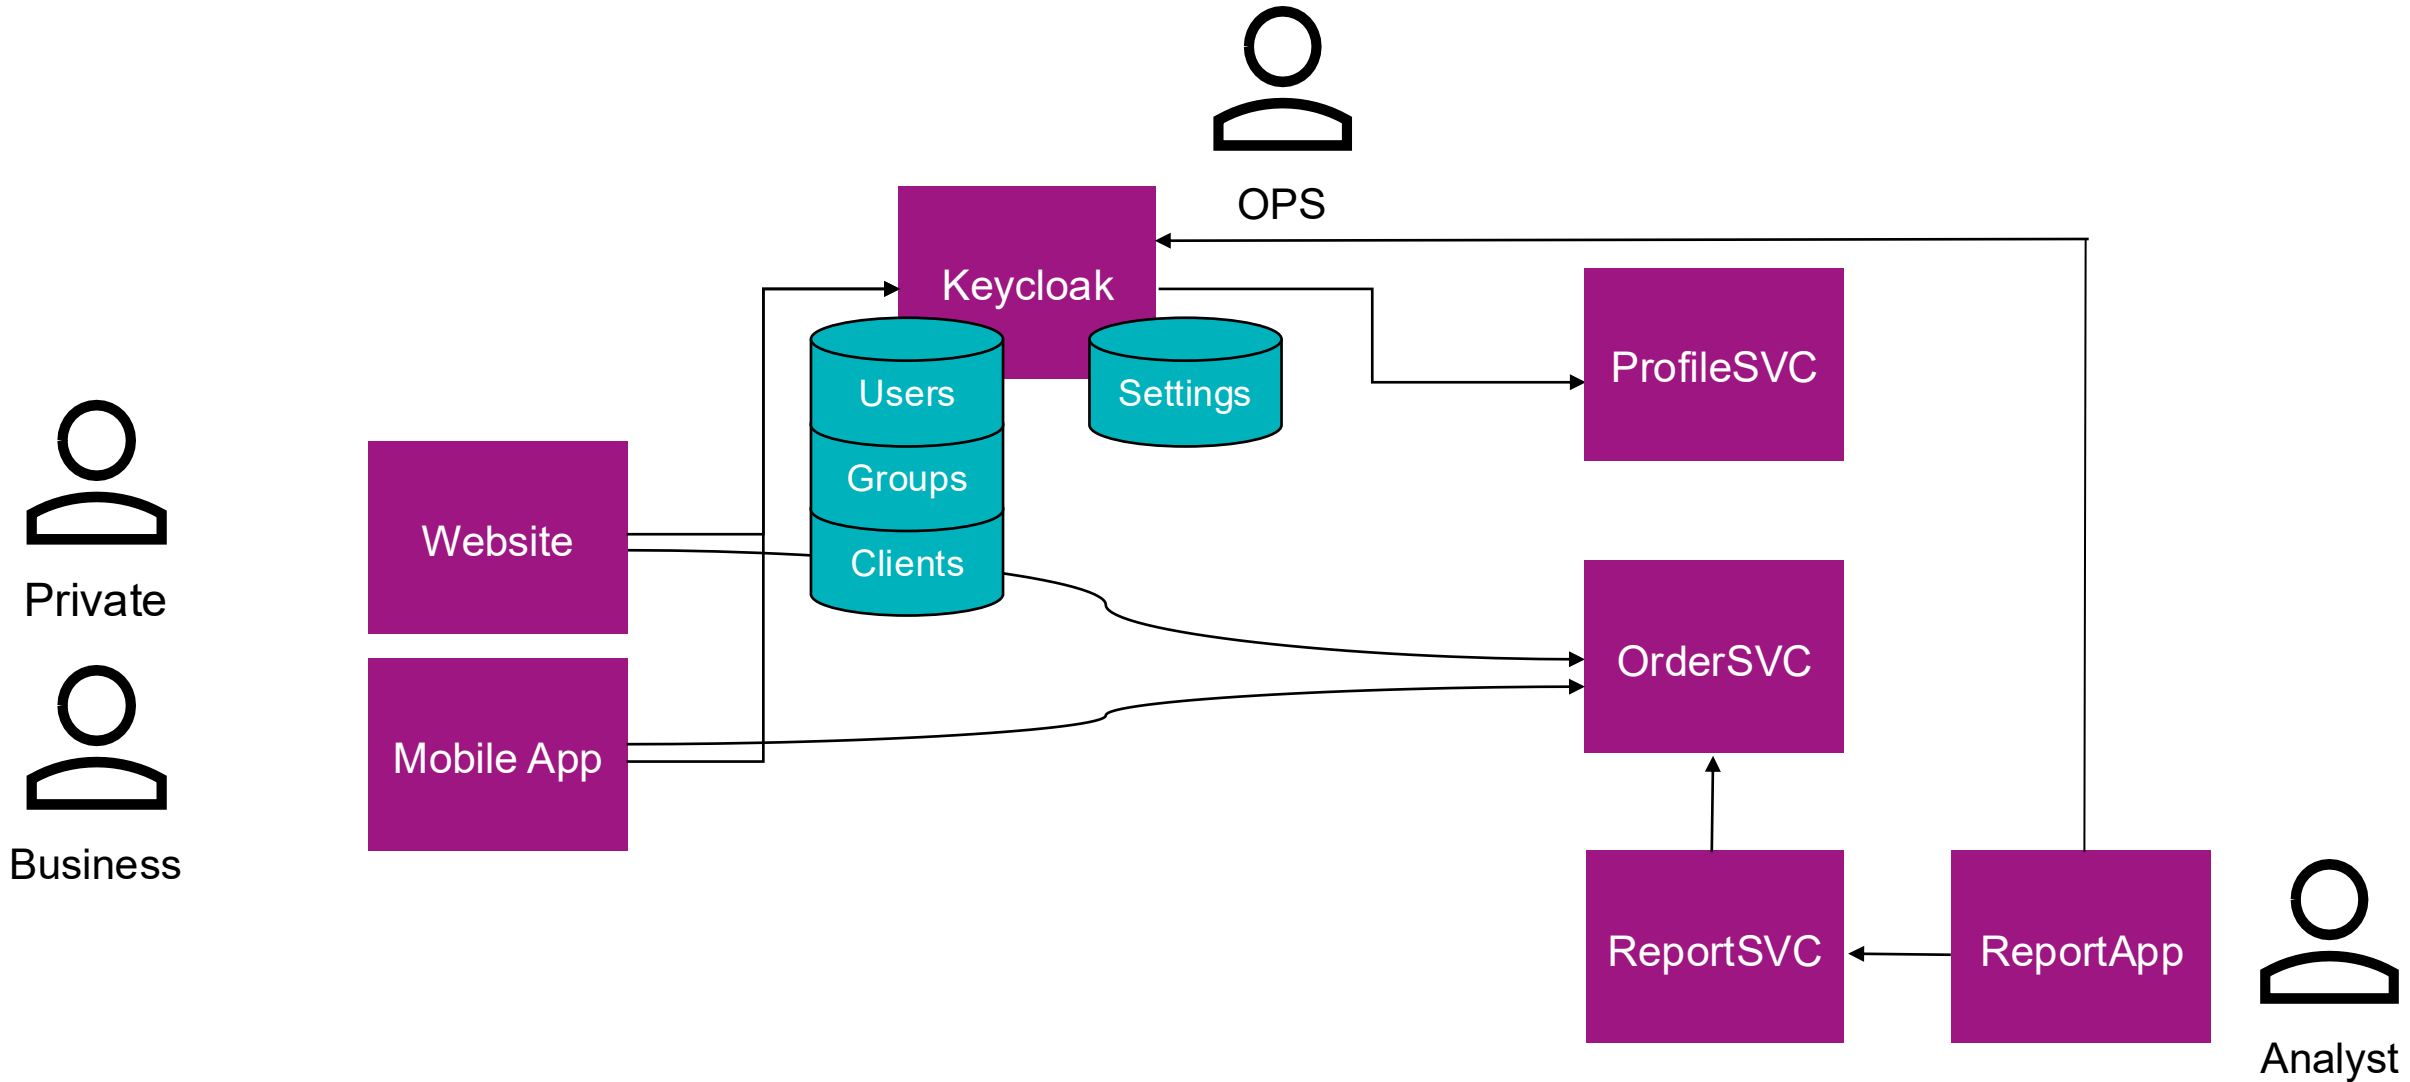 OPS
Keycloak
Users
Settings
Groups
Clients
ProfileSVC
Private
Website
OrderSVC
Business
Mobile App
ReportSVC
ReportApp
Analyst